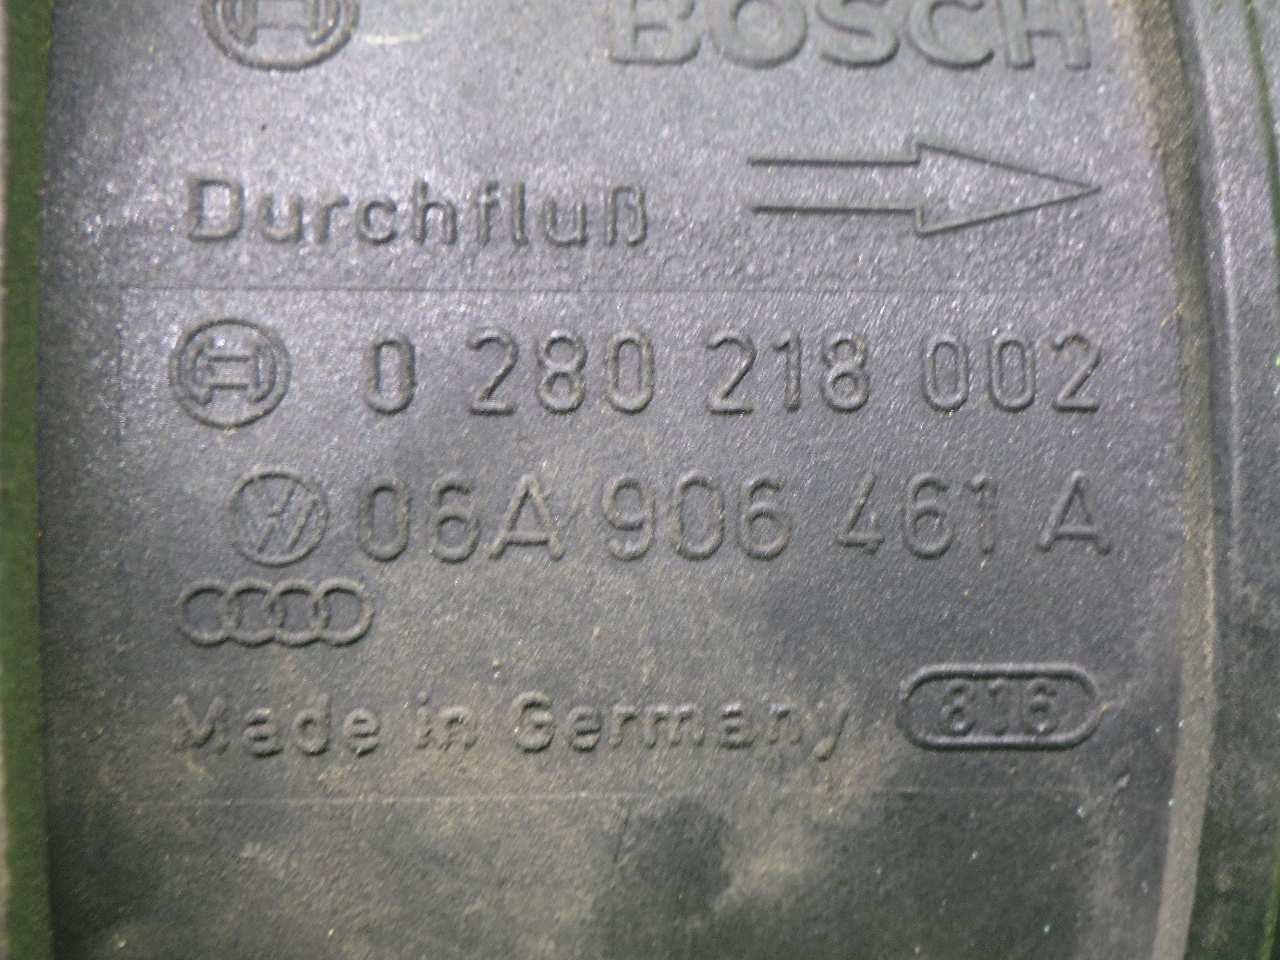 BOSCH
Durchfluß
0 280 218 002
06A 906 461 A
Made in Germany 816